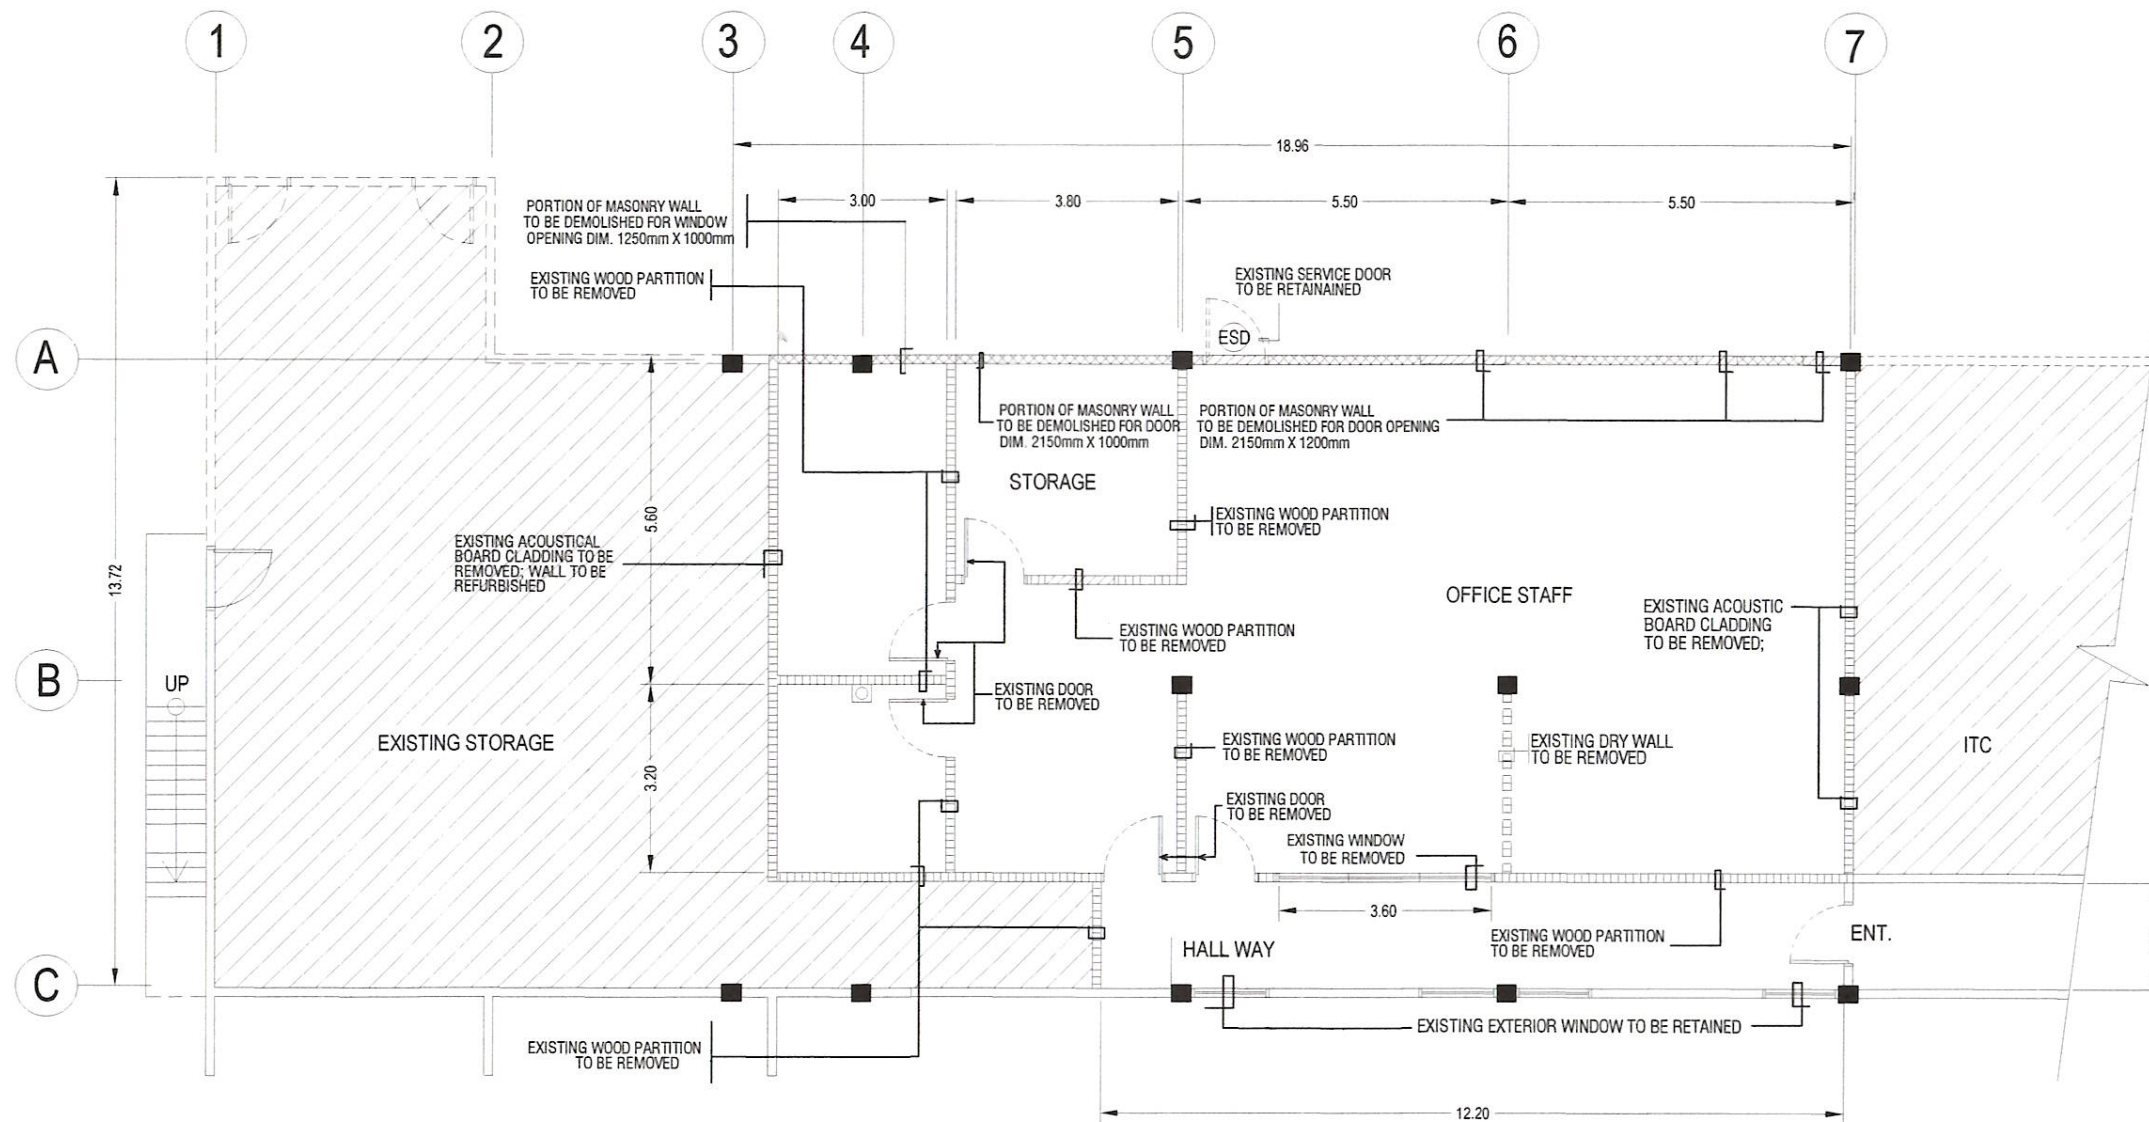 1
2
3
4
5
6
7
18.96
3.00
3.80
5.50
5.50
PORTION OF MASONRY WALL
TO BE DEMOLISHED FOR WINDOW
OPENING DIM. 1250mm X 1000mm
EXISTING WOOD PARTITION
TO BE REMOVED
EXISTING SERVICE DOOR
TO BE RETAINAINED
ESD
A
PORTION OF MASONRY WALL
TO BE DEMOLISHED FOR DOOR
DIM. 2150mm X 1000mm
PORTION OF MASONRY WALL
TO BE DEMOLISHED FOR DOOR OPENING
DIM. 2150mm X 1200mm
STORAGE
5.60
EXISTING WOOD PARTITION
TO BE REMOVED
EXISTING ACOUSTICAL
BOARD CLADDING TO BE
REMOVED; WALL TO BE
REFURBISHED
13.72
OFFICE STAFF
EXISTING ACOUSTIC
BOARD CLADDING
TO BE REMOVED;
EXISTING WOOD PARTITION
TO BE REMOVED
B
UP
EXISTING DOOR
TO BE REMOVED
EXISTING STORAGE
3.20
EXISTING WOOD PARTITION
TO BE REMOVED
EXISTING DRY WALL
TO BE REMOVED
ITC
EXISTING DOOR
TO BE REMOVED
EXISTING WINDOW
TO BE REMOVED
3.60
HALL WAY
EXISTING WOOD PARTITION
TO BE REMOVED
ENT.
C
EXISTING EXTERIOR WINDOW TO BE RETAINED
EXISTING WOOD PARTITION
TO BE REMOVED
12.20